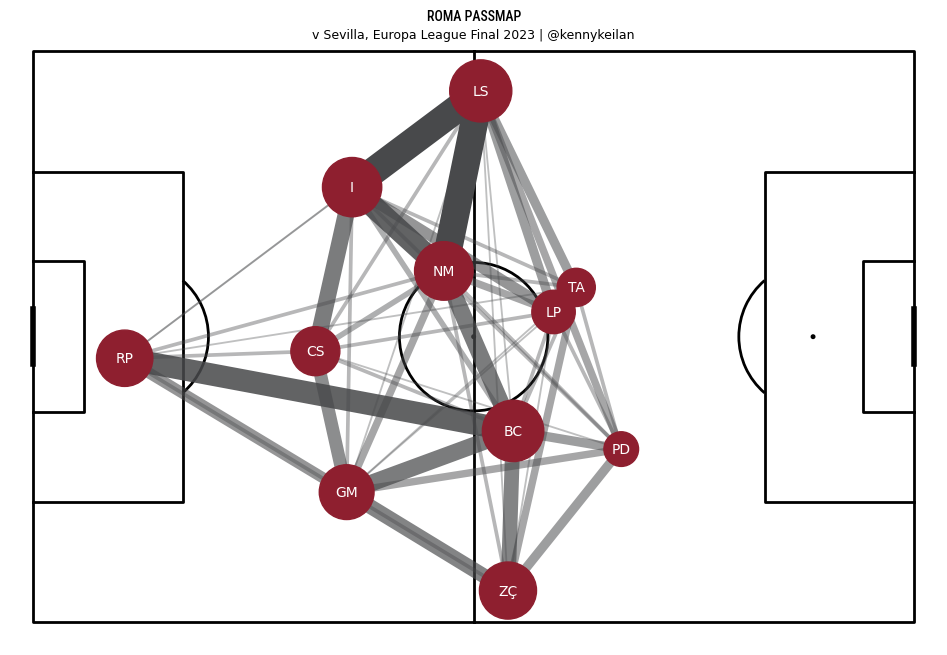 ROMA PASSMAP
v Sevilla, Europa League Final 2023 | @kennykeilan
LS
I
NM
TA
LP
CS
RP
BC
PD
GM
ZÇ